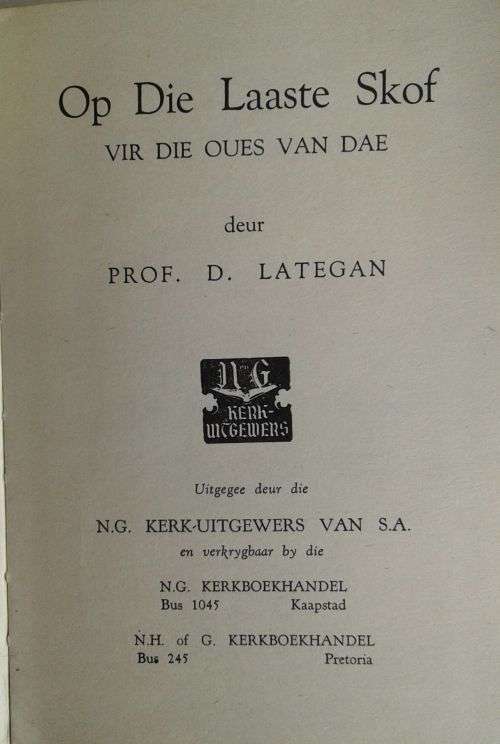 Op Die Laaste Skof
VIR DIE OUES VAN DAE
deur
PROF. D. LATEGAN
N en G
KERK-
UITGEWERS
Uitgegee deur die
N.G. KERK-UITGEWERS VAN S.A.
en verkrygbaar by die
N.G. KERKBOEKHANDEL
Bus 1045 Kaapstad
N.H. of G. KERKBOEKHANDEL
Bus 245 Pretoria